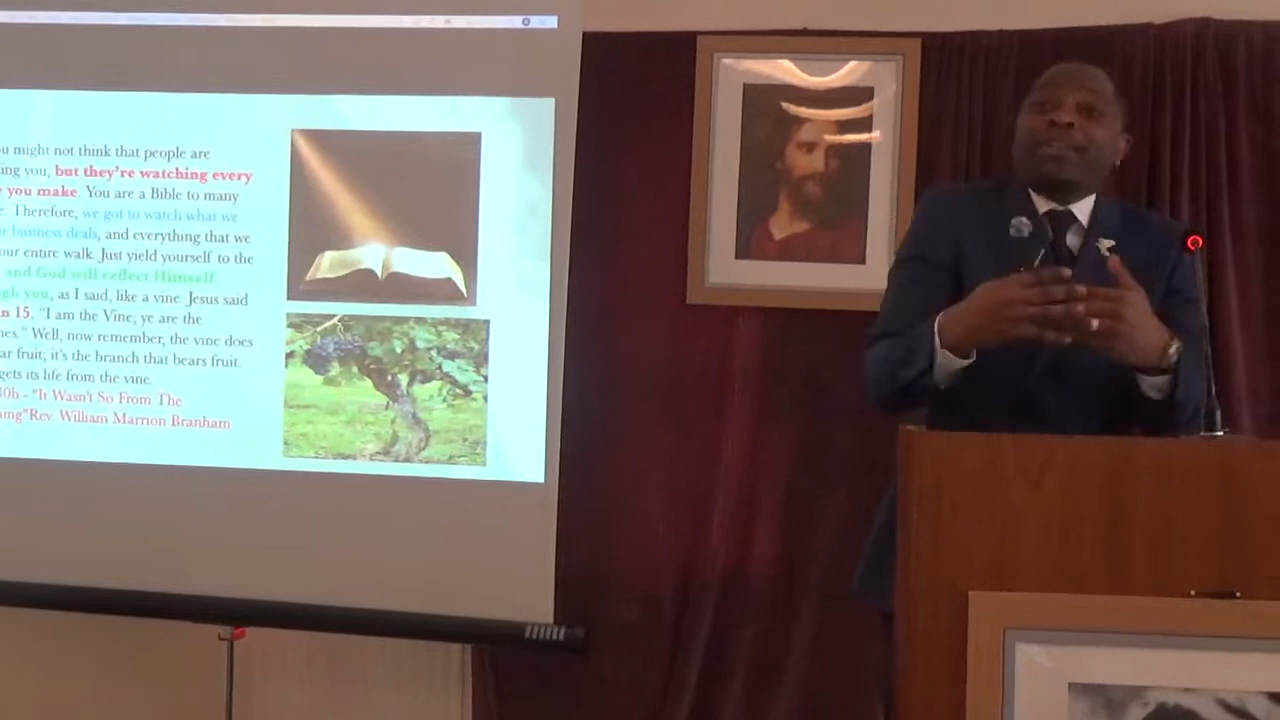 u might not think that people are
ing you, but they're watching every
e you make. You are a Bible to many
e. Therefore, we got to watch what we
r business deals, and everything that we
our entire walk. Just yield yourself to the
and God will reflect Himself
gh you, as I said, like a vine. Jesus said
n 15, "I am the Vine; ye are the
hes." Well, now remember, the vine does
ar fruit; it's the branch that bears fruit.
gets its life from the vine.
30b - "It Wasn't So From The
ning"Rev. William Marrion Branham